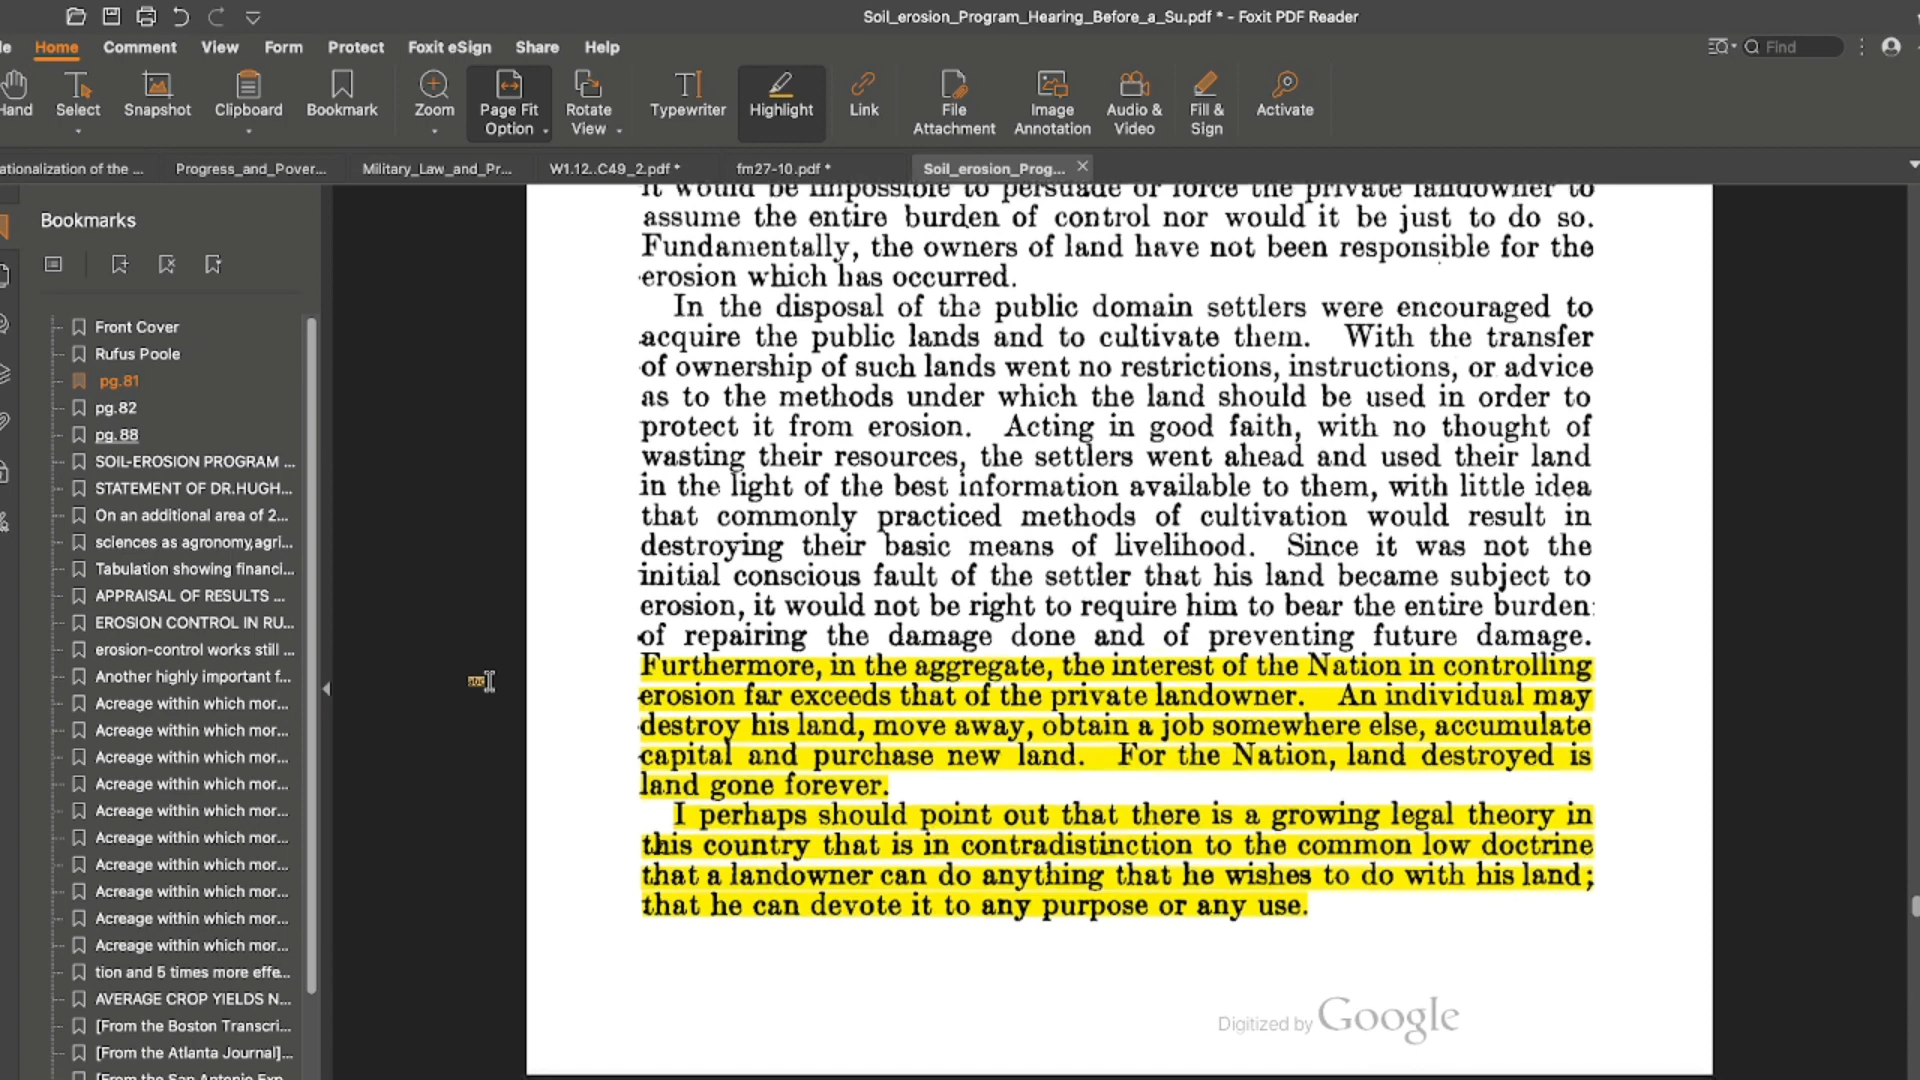 Soil_erosion_Program_Hearing_Before_a_Su.pdf * - Foxit PDF Reader
Home Comment View Form Protect Foxit eSign Share Help
Find
Hand Select Snapshot Clipboard Bookmark Zoom Page Fit Option Rotate View Typewriter Highlight Link File Attachment Image Annotation Audio & Video Fill & Sign Activate
ationalization of the ... Progress_and_Pover... Military_Law_and_Pr... W1.12..C49_2.pdf * fm27-10.pdf * Soil_erosion_Prog...
Bookmarks
Front Cover
Rufus Poole
pg.81
pg.82
pg.88
SOIL-EROSION PROGRAM ...
STATEMENT OF DR.HUGH...
On an additional area of 2...
sciences as agronomy,agri...
Tabulation showing financi...
APPRAISAL OF RESULTS ...
EROSION CONTROL IN RU...
erosion-control works still ...
Another highly important f...
Acreage within which mor...
Acreage within which mor...
Acreage within which mor...
Acreage within which mor...
Acreage within which mor...
Acreage within which mor...
Acreage within which mor...
Acreage within which mor...
Acreage within which mor...
Acreage within which mor...
tion and 5 times more effe...
AVERAGE CROP YIELDS N...
[From the Boston Transcri...
[From the Atlanta Journal]...
[From the San Antonio Exp
it would be impossible to persuade or force the private landowner to
assume the entire burden of control nor would it be just to do so.
Fundamentally, the owners of land have not been responsible for the
erosion which has occurred.
In the disposal of the public domain settlers were encouraged to
acquire the public lands and to cultivate them. With the transfer
of ownership of such lands went no restrictions, instructions, or advice
as to the methods under which the land should be used in order to
protect it from erosion. Acting in good faith, with no thought of
wasting their resources, the settlers went ahead and used their land
in the light of the best information available to them, with little idea
that commonly practiced methods of cultivation would result in
destroying their basic means of livelihood. Since it was not the
initial conscious fault of the settler that his land became subject to
erosion, it would not be right to require him to bear the entire burden
of repairing the damage done and of preventing future damage.
Furthermore, in the aggregate, the interest of the Nation in controlling
erosion far exceeds that of the private landowner. An individual may
destroy his land, move away, obtain a job somewhere else, accumulate
capital and purchase new land. For the Nation, land destroyed is
land gone forever.
I perhaps should point out that there is a growing legal theory in
this country that is in contradistinction to the common low doctrine
that a landowner can do anything that he wishes to do with his land;
that he can devote it to any purpose or any use.
Digitized by Google